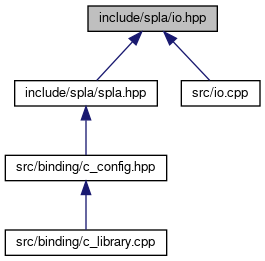 include/spla/io.hpp
include/spla/spla.hpp
src/io.cpp
src/binding/c_config.hpp
src/binding/c_library.cpp